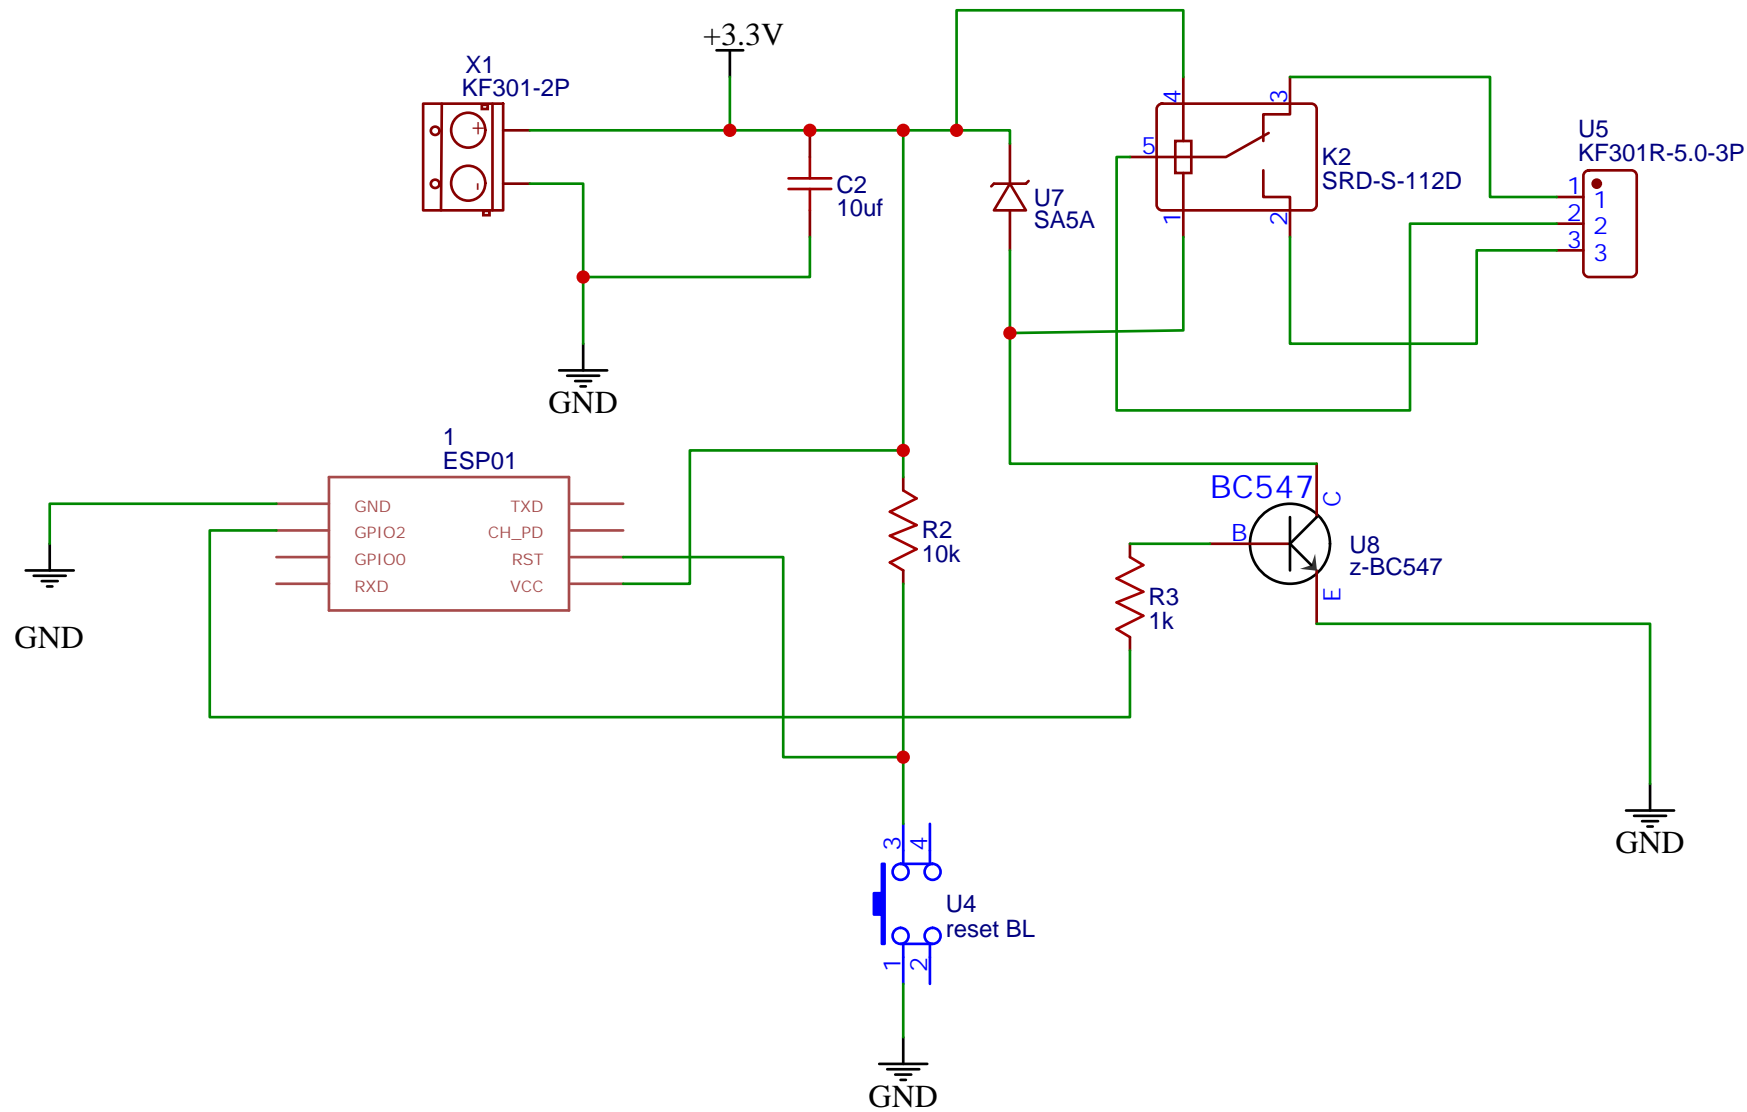 +3.3V
X1
KF301-2P
+
-
C2
10uf
U7
SA5A
4
3
5
1
2
K2
SRD-S-112D
U5
KF301R-5.0-3P
1
1
2
2
3
3
GND
1
ESP01
GND
TXD
GPIO2
CH_PD
GPIO0
RST
RXD
VCC
GND
R2
10k
BC547
C
B
E
U8
z-BC547
R3
1k
GND
3
4
U4
reset BL
1
2
GND